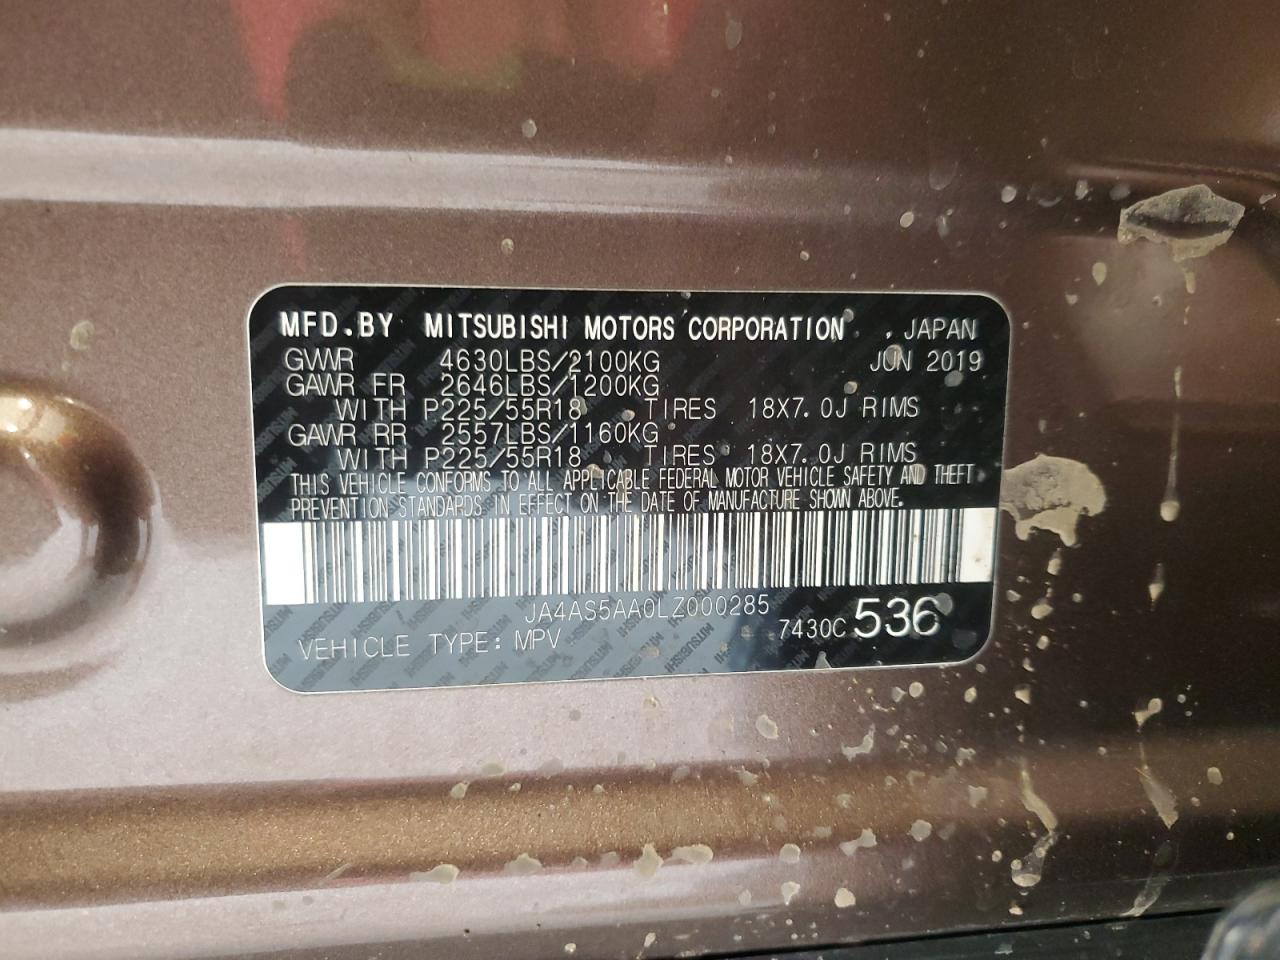 MFD.BY MITSUBISHI MOTORS CORPORATION , JAPAN
GVWR 4630LBS/2100KG JUN 2019
GAWR FR 2646LBS/1200KG
WITH P225/55R18 TIRES 18X7.0J RIMS
GAWR RR 2557LBS/1160KG
WITH P225/55R18 TIRES 18X7.0J RIMS
THIS VEHICLE CONFORMS TO ALL APPLICABLE FEDERAL MOTOR VEHICLE SAFETY AND THEFT
PREVENTION STANDARDS IN EFFECT ON THE DATE OF MANUFACTURE SHOWN ABOVE.
JA4AS5AA0LZ000285
VEHICLE TYPE: MPV 7430C 536